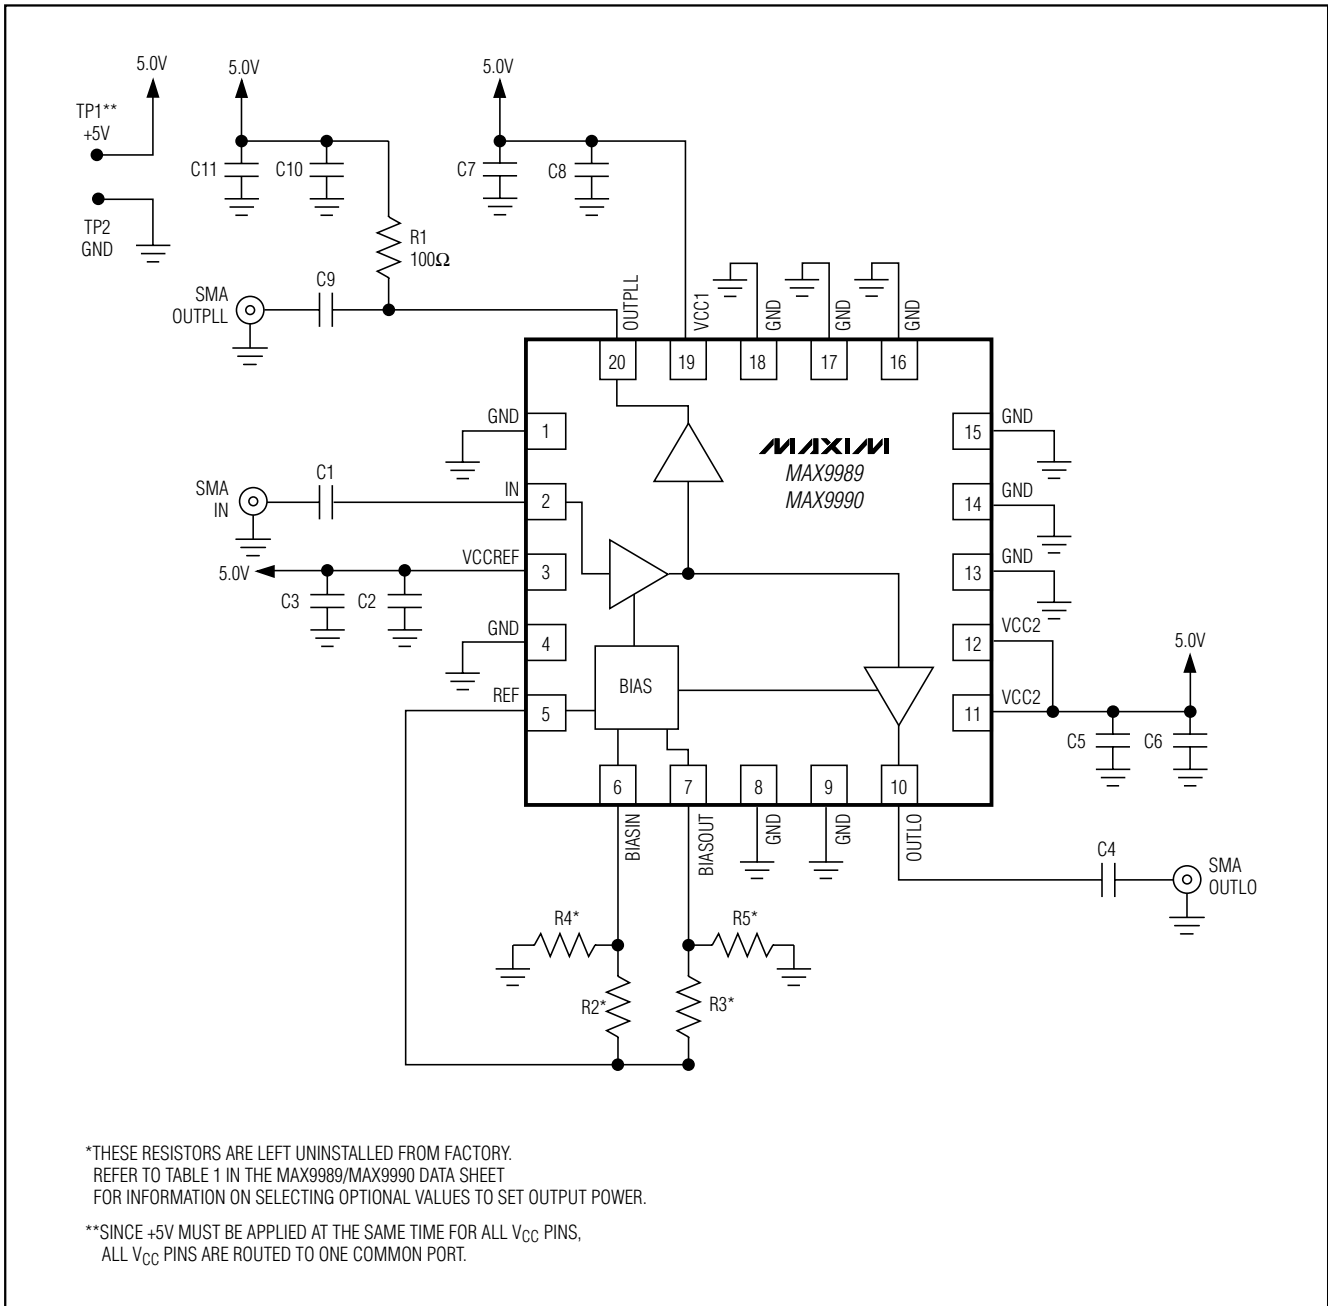 5.0V
5.0V
5.0V
TP1**
+5V
C11
C10
C7
C8
TP2
GND
R1
100Ω
SMA
OUTPLL
C9
OUTPLL
VCC1
GND
GND
GND
20
19
18
17
16
GND
1
15
GND
MAXIM
MAX9989
MAX9990
SMA
IN
C1
IN
2
14
GND
5.0V
VCCREF
3
13
GND
C3
C2
GND
4
12
VCC2
5.0V
BIAS
REF
5
11
VCC2
C5
C6
6
7
8
9
10
BIASIN
BIASOUT
GND
GND
OUTLO
C4
SMA
OUTLO
R4*
R5*
R2*
R3*
*THESE RESISTORS ARE LEFT UNINSTALLED FROM FACTORY.
REFER TO TABLE 1 IN THE MAX9989/MAX9990 DATA SHEET
FOR INFORMATION ON SELECTING OPTIONAL VALUES TO SET OUTPUT POWER.
**SINCE +5V MUST BE APPLIED AT THE SAME TIME FOR ALL VCC PINS,
ALL VCC PINS ARE ROUTED TO ONE COMMON PORT.